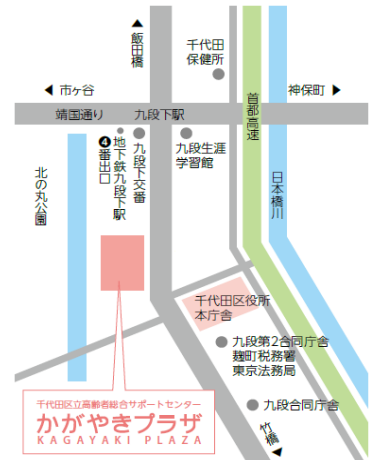 ▲
飯田橋
千代田
保健所
◀ 市ヶ谷
神保町 ▶
首都高速
靖国通り
九段下駅
❹番出口
地下鉄九段下駅
九段下交番
九段生涯
学習館
北の丸公園
日本橋川
千代田区役所
本庁舎
九段第2合同庁舎
麹町税務署
東京法務局
九段合同庁舎
竹橋
▼
千代田区立高齢者総合サポートセンター
かがやきプラザ
KAGAYAKI PLAZA